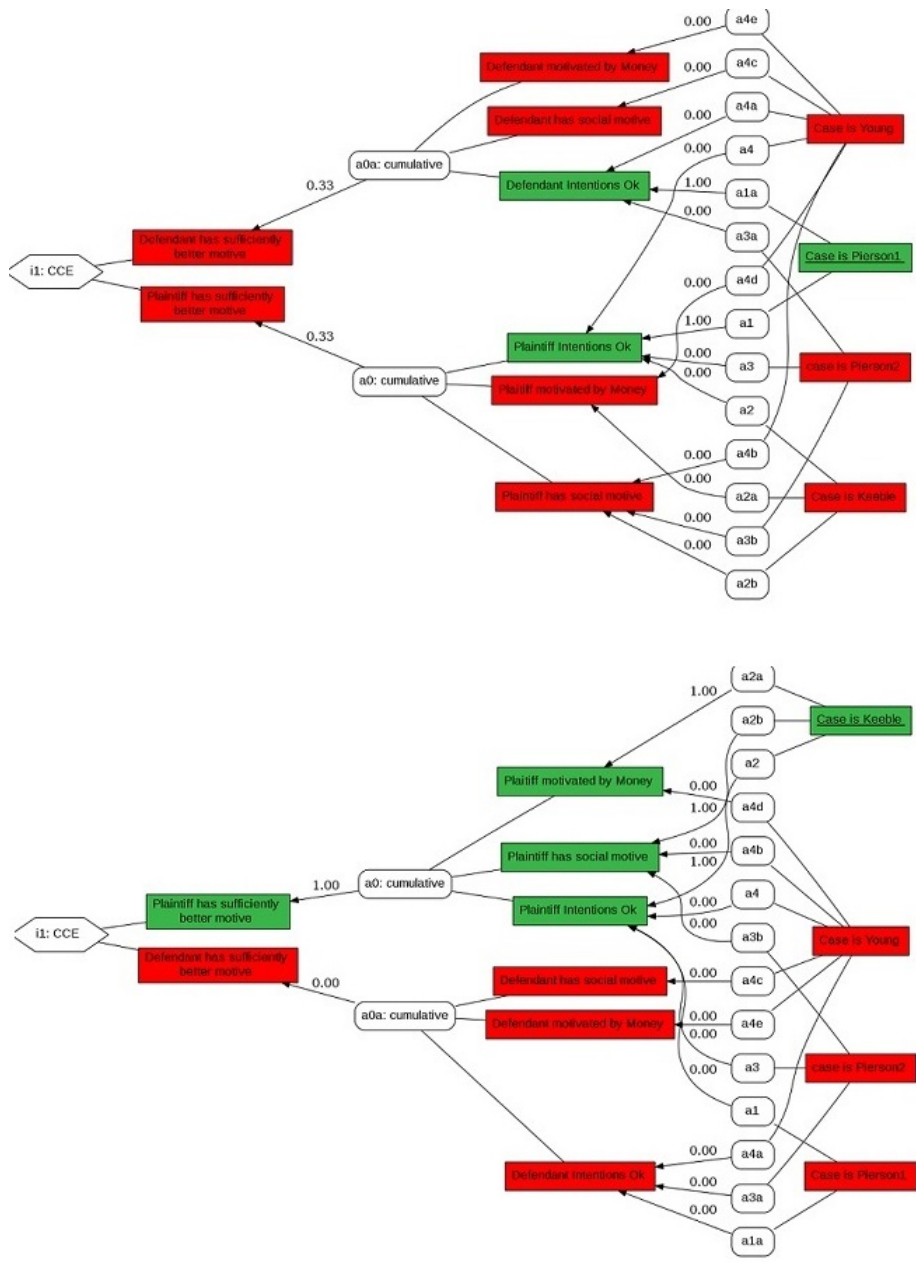 a4e
0.00
Defendant motivated by Money
a4c
0.00
Defendant has social motive
a4a
0.00
Case is Young
a4
0.00
a0a: cumulative
Defendant Intentions Ok
1.00
a1a
0.33
0.00
a3a
Defendant has sufficiently
better motive
Case is Pierson1
i1: CCE
0.00
a4d
Plaintiff has sufficiently
better motive
1.00
a1
0.33
Plaintiff Intentions Ok
0.00
a3
case is Pierson2
0.00
a0: cumulative
Plaitiff motivated by Money
a2
0.00
a4b
0.00
Plaintiff has social motive
a2a
Case is Keeble
0.00
a3b
0.00
a2b
a2a
1.00
a2b
Case is Keeble
a2
Plaitiff motivated by Money
0.00
a4d
1.00
0.00
a4b
Plaintiff has social motive
1.00
a0: cumulative
1.00
a4
Plaintiff has sufficiently
better motive
Plaintiff Intentions Ok
0.00
0.00
a3b
i1: CCE
Case is Young
Defendant has sufficiently
better motive
Defendant has social motive
0.00
a4c
0.00
a0a: cumulative
Defendant motivated by Money
0.00
a4e
0.00
a3
case is Pierson2
0.00
a1
0.00
a4a
Defendant Intentions Ok
0.00
a3a
Case is Pierson1
0.00
a1a